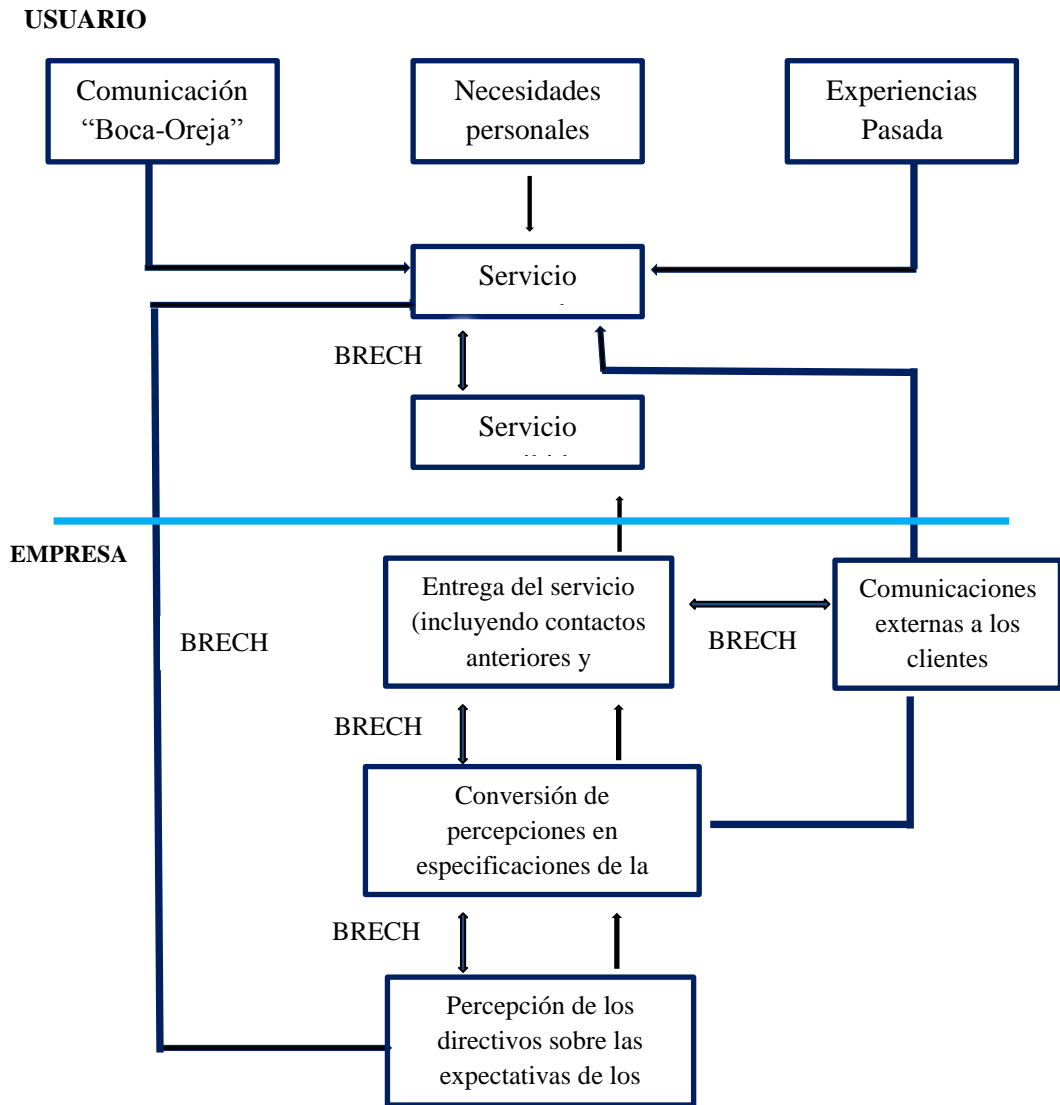 USUARIO
Comunicación
“Boca-Oreja”
Necesidades
personales
Experiencias
Pasada
Servicio
BRECH
Servicio
EMPRESA
Entrega del servicio
(incluyendo contactos
anteriores y
BRECH
Comunicaciones
externas a los
clientes
BRECH
BRECH
Conversión de
percepciones en
especificaciones de la
BRECH
Percepción de los
directivos sobre las
expectativas de los